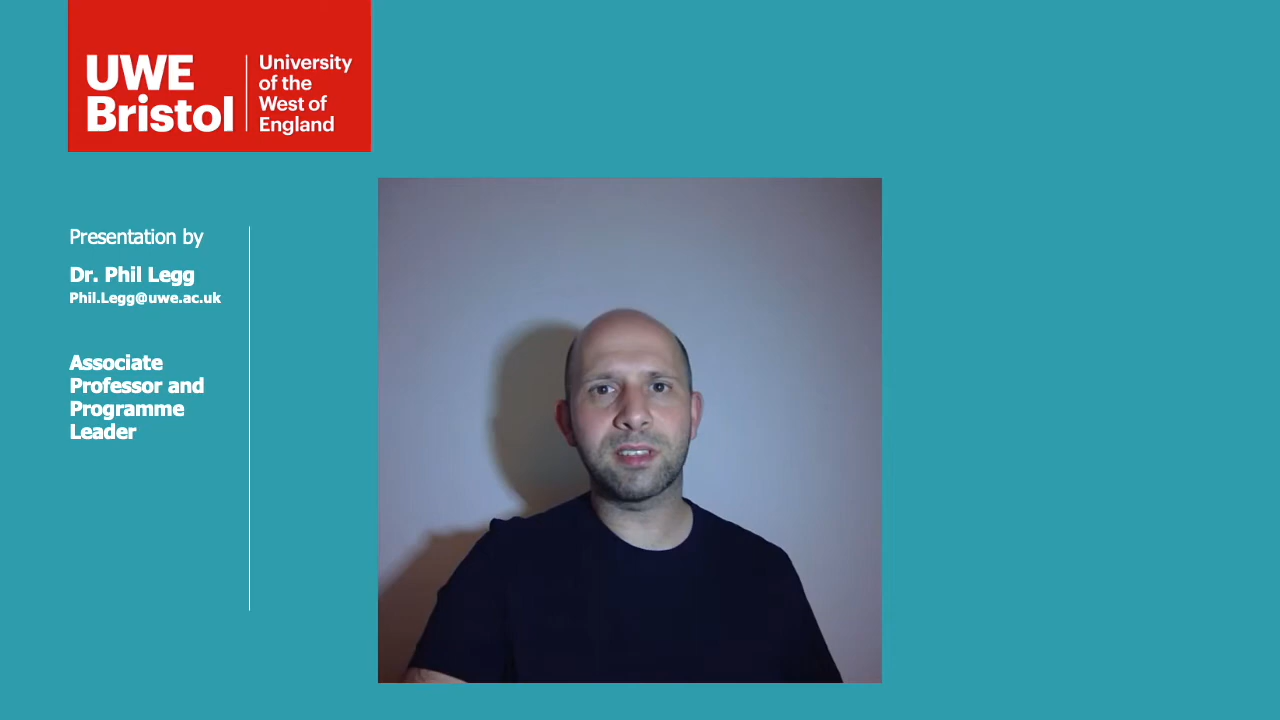 UWE
Bristol
University
of the
West of
England
Presentation by
Dr. Phil Legg
Phil.Legg@uwe.ac.uk
Associate
Professor and
Programme
Leader